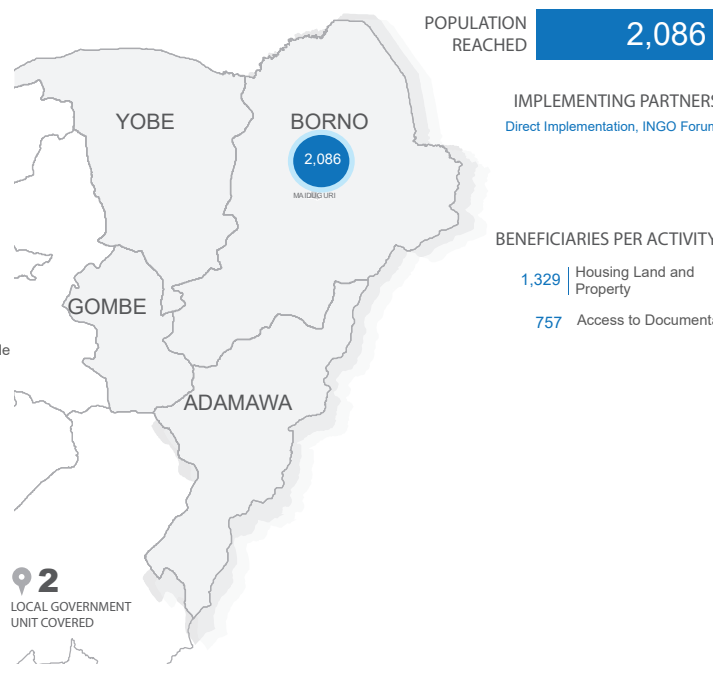 POPULATION
REACHED
2,086
IMPLEMENTING PARTNERS
Direct Implementation, INGO Forum
YOBE
BORNO
2,086
MAIDUGURI
BENEFICIARIES PER ACTIVITY
1,329 Housing Land and
Property
757 Access to Documenta
GOMBE
le
ADAMAWA
2
LOCAL GOVERNMENT
UNIT COVERED